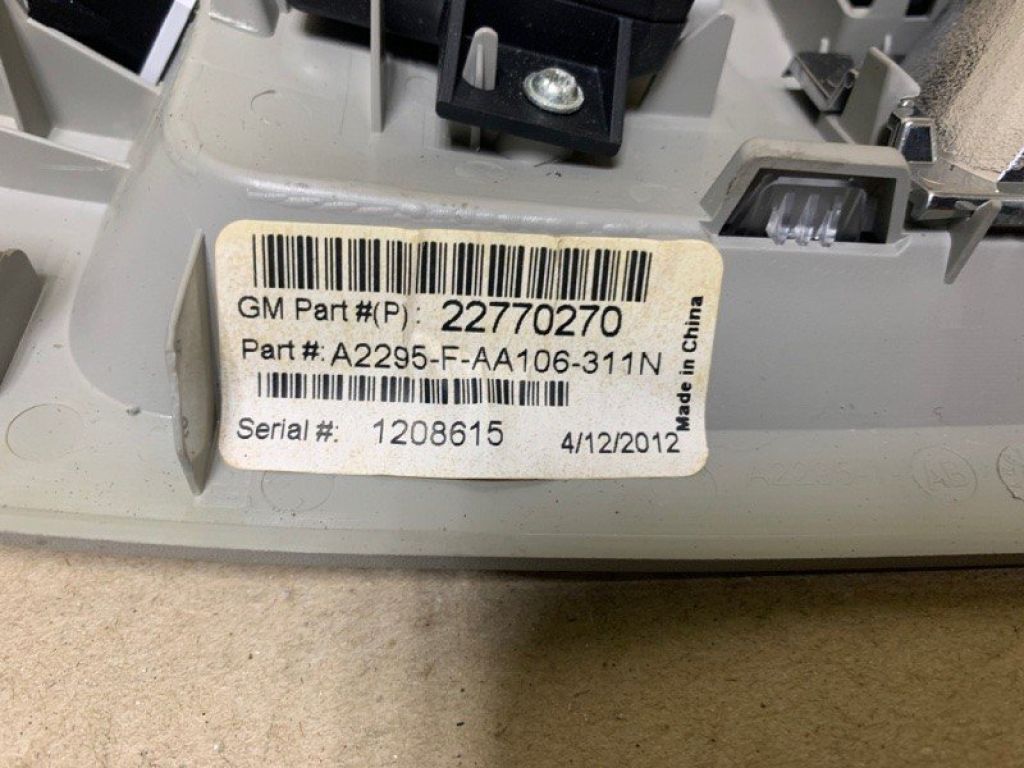 GM Part #(P): 22770270
Part #: A2295-F-AA106-311N
Serial #: 1208615 4/12/2012
Made in China